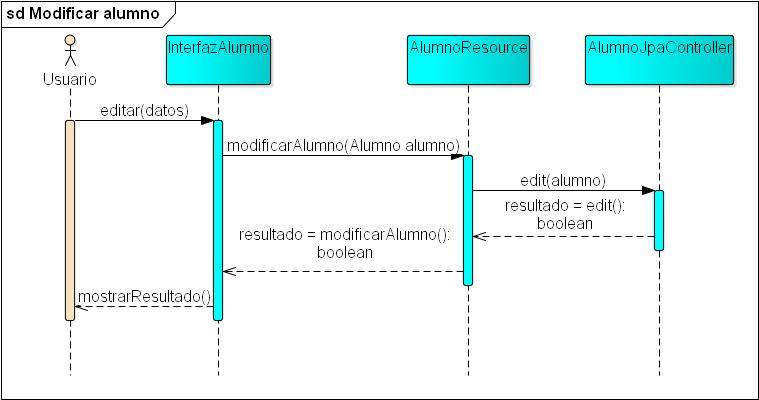 sd Modificar alumno
Usuario
InterfazAlumno
AlumnoResource
AlumnoJpaController
editar(datos)
modificarAlumno(Alumno alumno)
edit(alumno)
resultado = edit():
boolean
resultado = modificarAlumno():
boolean
mostrarResultado()